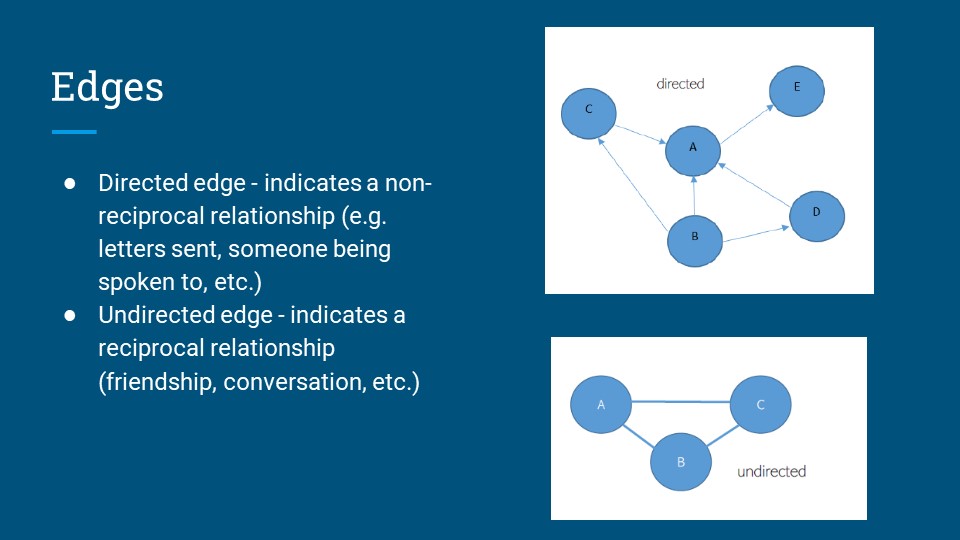 Edges
● Directed edge - indicates a non-
reciprocal relationship (e.g.
letters sent, someone being
spoken to, etc.)
● Undirected edge - indicates a
reciprocal relationship
(friendship, conversation, etc.)
directed
E
C
A
D
B
A
C
B
undirected